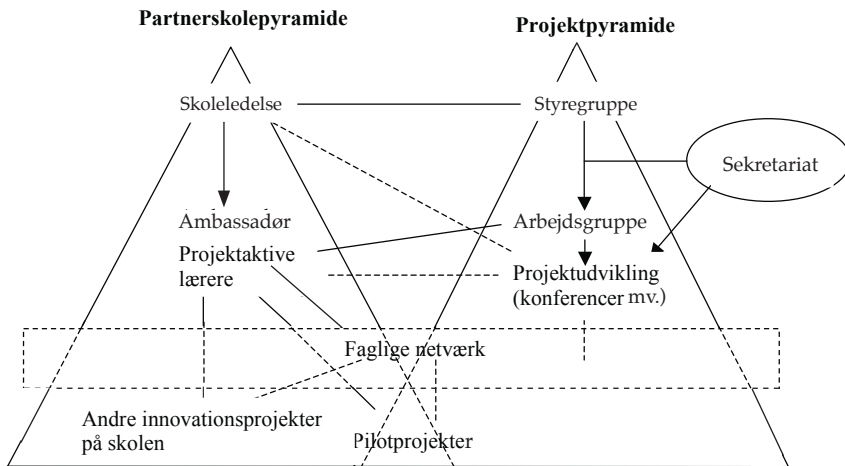 Partnerskolepyramide
Projektpyramide
Skoleledelse
Styregruppe
Sekretariat
Ambassadør
Arbejdsgruppe
Projektaktive
lærere
Projektudvikling
(konferencer mv.)
Faglige netværk
Andre innovationsprojekter
på skolen
Pilotprojekter